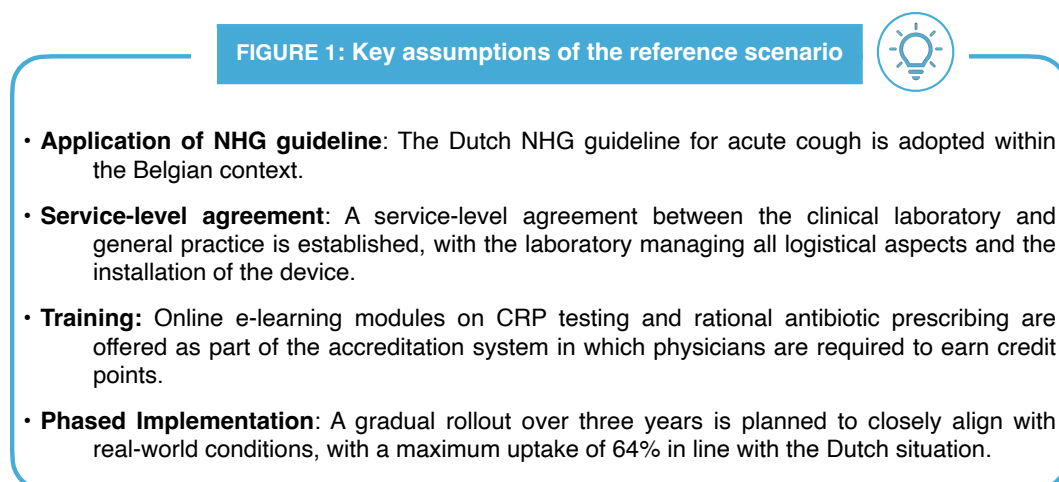 FIGURE 1: Key assumptions of the reference scenario
• Application of NHG guideline: The Dutch NHG guideline for acute cough is adopted within
the Belgian context.
• Service-level agreement: A service-level agreement between the clinical laboratory and
general practice is established, with the laboratory managing all logistical aspects and the
installation of the device.
• Training: Online e-learning modules on CRP testing and rational antibiotic prescribing are
offered as part of the accreditation system in which physicians are required to earn credit
points.
• Phased Implementation: A gradual rollout over three years is planned to closely align with
real-world conditions, with a maximum uptake of 64% in line with the Dutch situation.